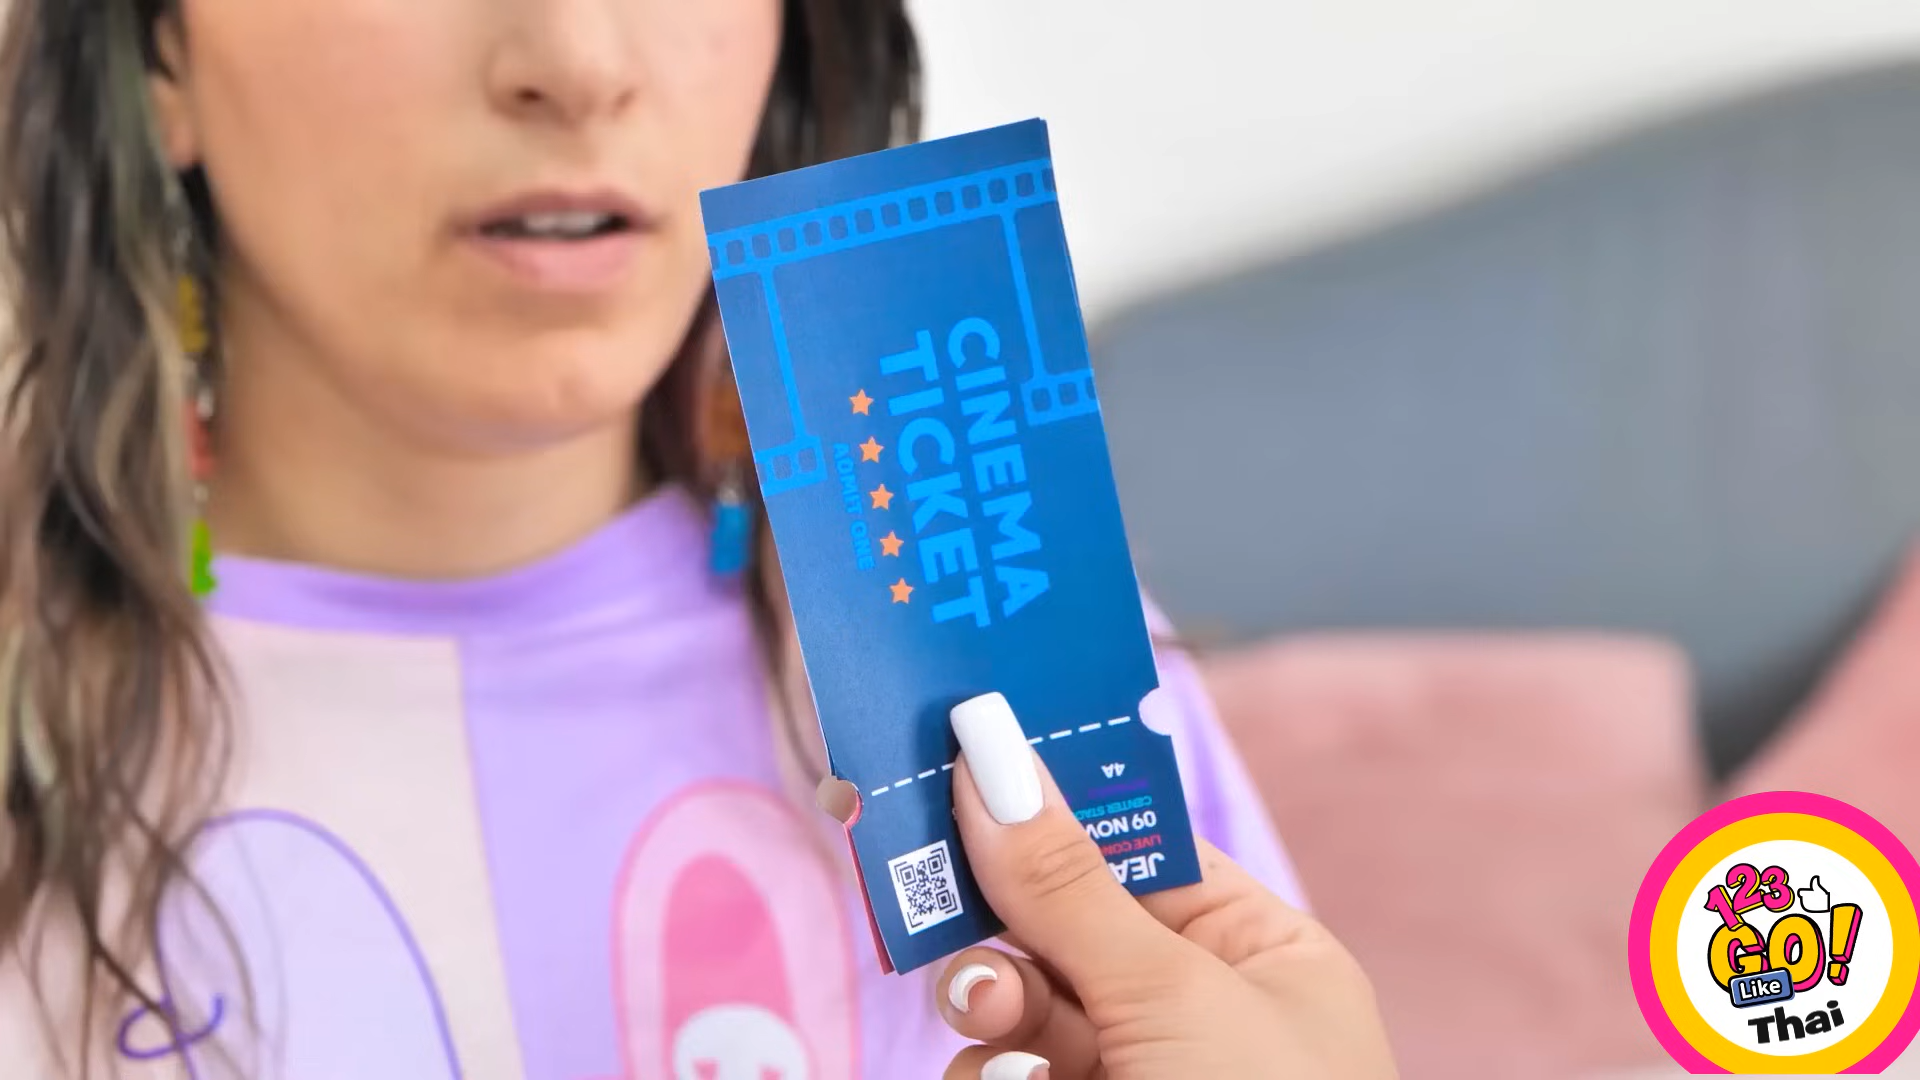 CINEMA
TICKET
ADMIT ONE
4A
09 NOV
123
GO!
Like
Thai